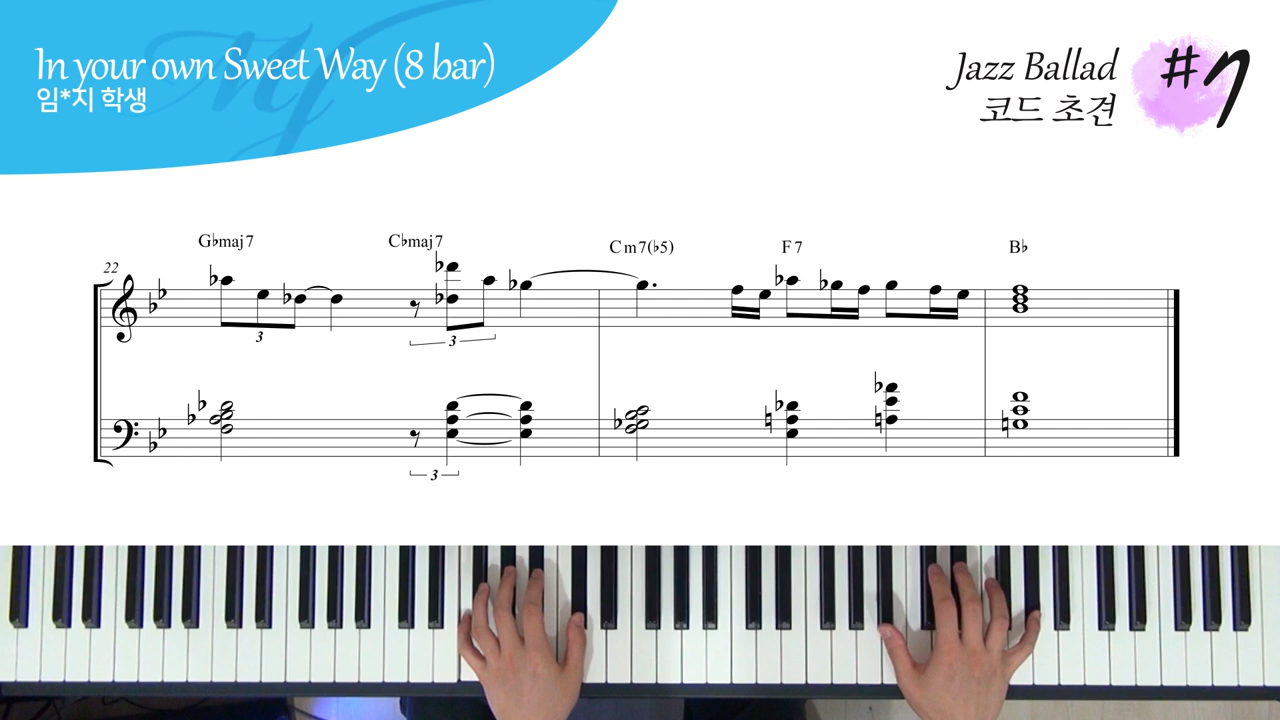 In your own Sweet Way (8 bar)
임*지 학생
Jazz Ballad
코드 초견
#7
G♭maj7 C♭maj7 Cm7(♭5) F7 B♭
22
3 3
3